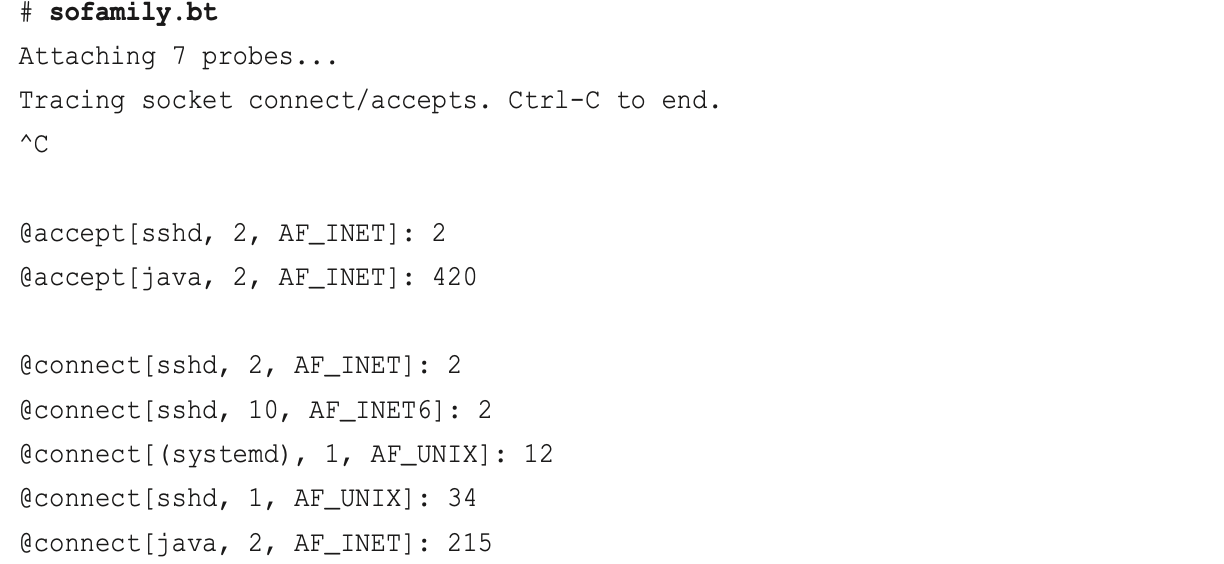 # sofamily.bt
Attaching 7 probes...
Tracing socket connect/accepts. Ctrl-C to end.
^C
@accept[sshd, 2, AF_INET]: 2
@accept[java, 2, AF_INET]: 420
@connect[sshd, 2, AF_INET]: 2
@connect[sshd, 10, AF_INET6]: 2
@connect[(systemd), 1, AF_UNIX]: 12
@connect[sshd, 1, AF_UNIX]: 34
@connect[java, 2, AF_INET]: 215